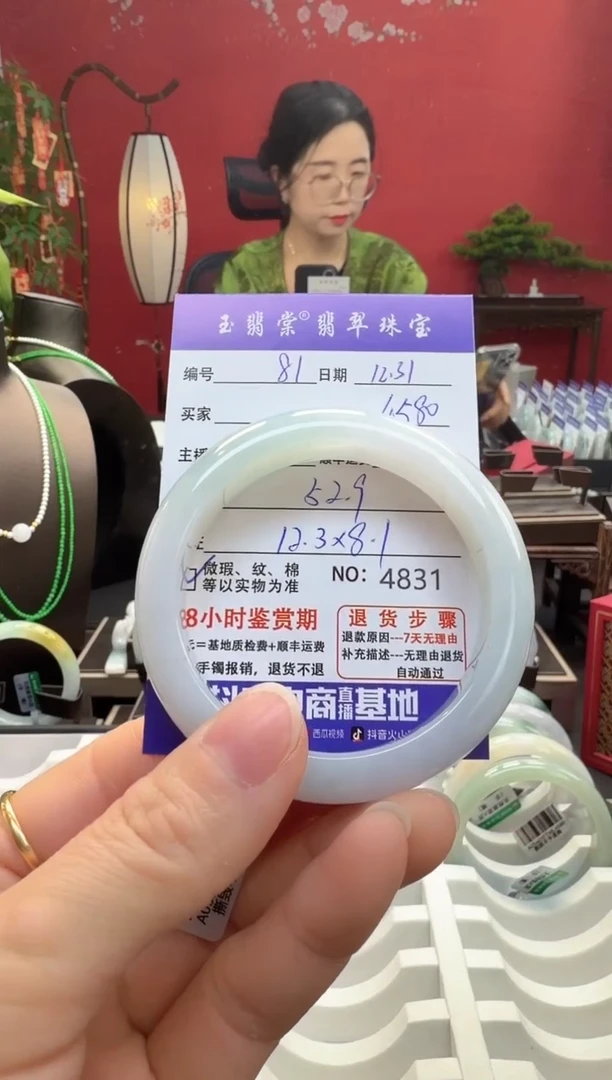 玉翡棠®翡翠珠宝
编号 81 日期 12.31
买家 1580
主播
52.9
12.3×8.1
微瑕、纹、棉
等以实物为准
NO: 4831
8小时鉴赏期
=基地质检费+顺丰运费
手镯报销，退货不退
退货步骤
退款原因---7天无理由
补充描述---无理由退货
自动通过
商直播基地
西瓜视频 抖音火山